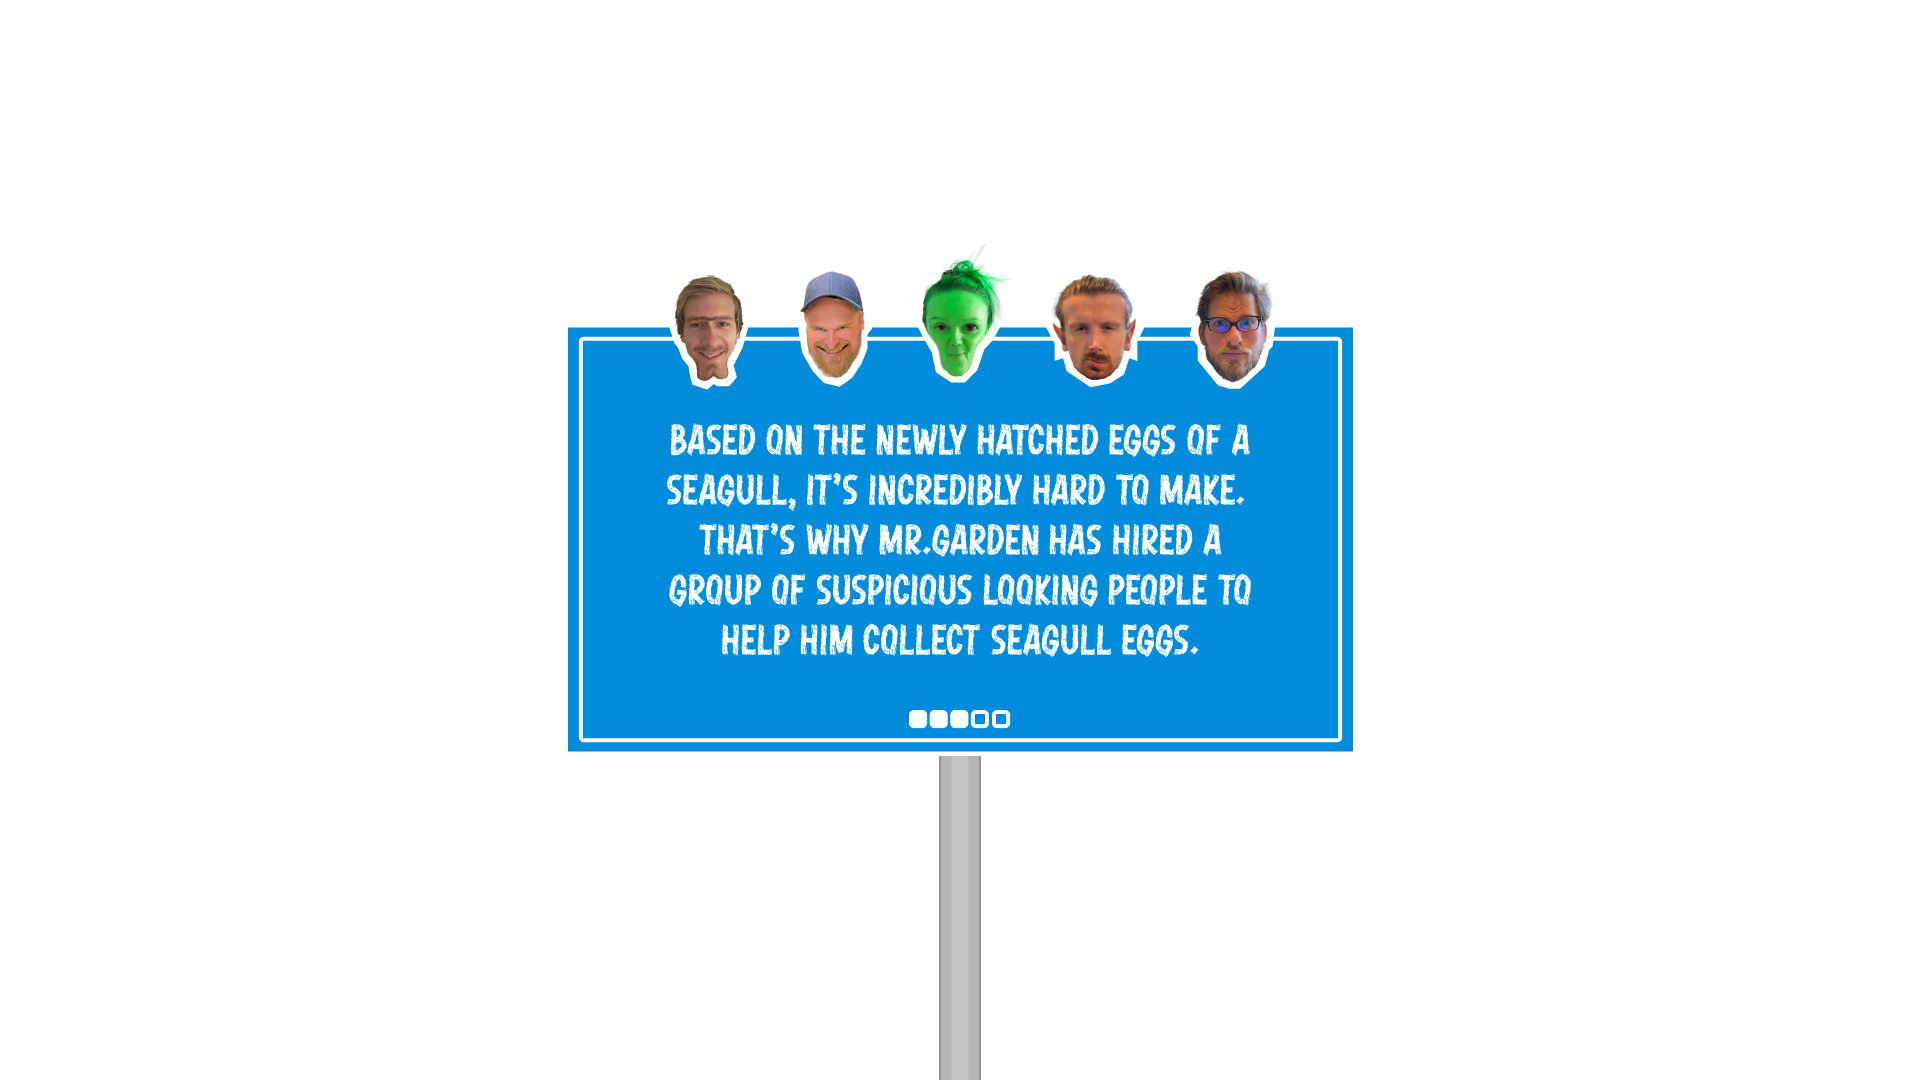 BASED ON THE NEWLY HATCHED EGGS OF A
SEAGULL, IT'S INCREDIBLY HARD TO MAKE.
THAT'S WHY MR.GARDEN HAS HIRED A
GROUP OF SUSPICIOUS LOOKING PEOPLE TO
HELP HIM COLLECT SEAGULL EGGS.